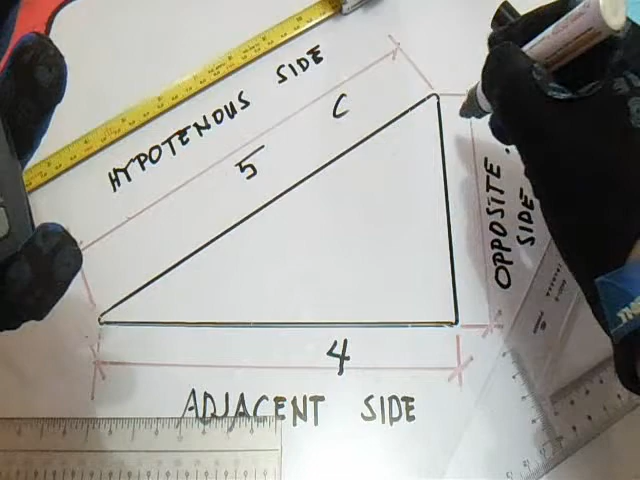 HYPOTENOUS SIDE
C
5
OPPOSITE
SIDE
4
ADJACENT SIDE